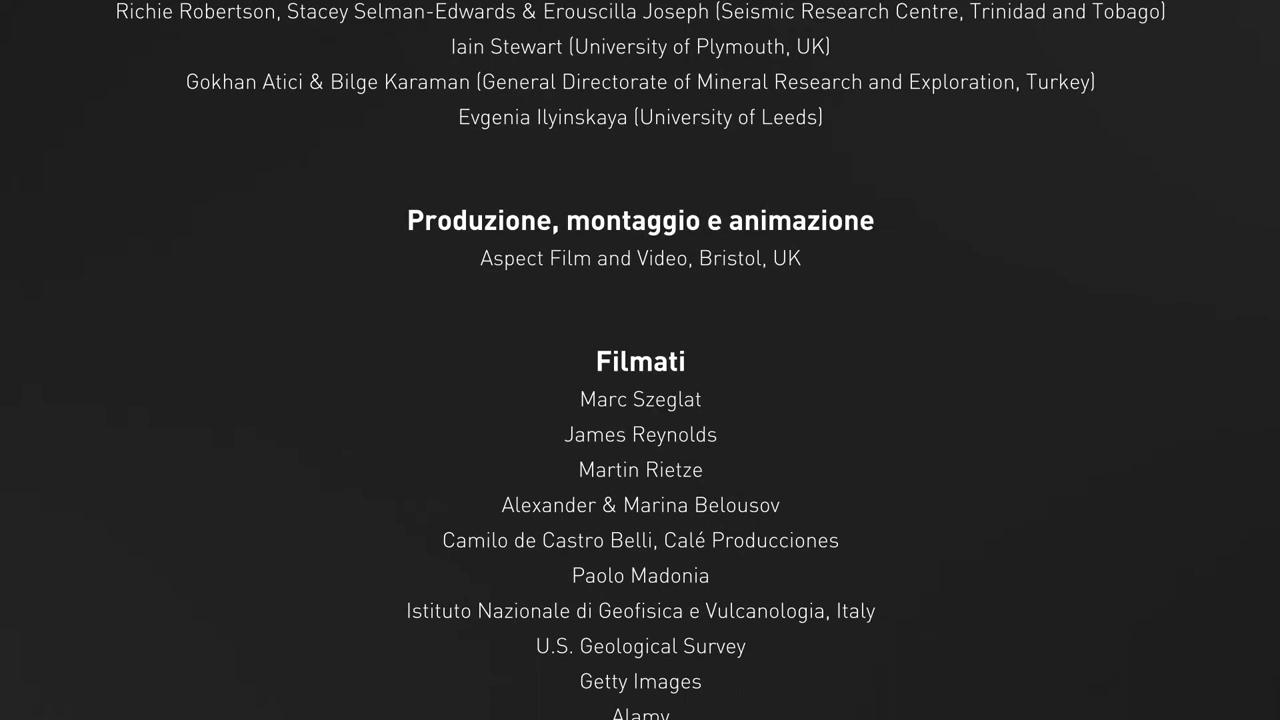 Richie Robertson, Stacey Selman-Edwards & Erouscilla Joseph (Seismic Research Centre, Trinidad and Tobago)
Iain Stewart (University of Plymouth, UK)
Gokhan Atici & Bilge Karaman (General Directorate of Mineral Research and Exploration, Turkey)
Evgenia Ilyinskaya (University of Leeds)
Produzione, montaggio e animazione
Aspect Film and Video, Bristol, UK
Filmati
Marc Szeglat
James Reynolds
Martin Rietze
Alexander & Marina Belousov
Camilo de Castro Belli, Calé Producciones
Paolo Madonia
Istituto Nazionale di Geofisica e Vulcanologia, Italy
U.S. Geological Survey
Getty Images
Alamy